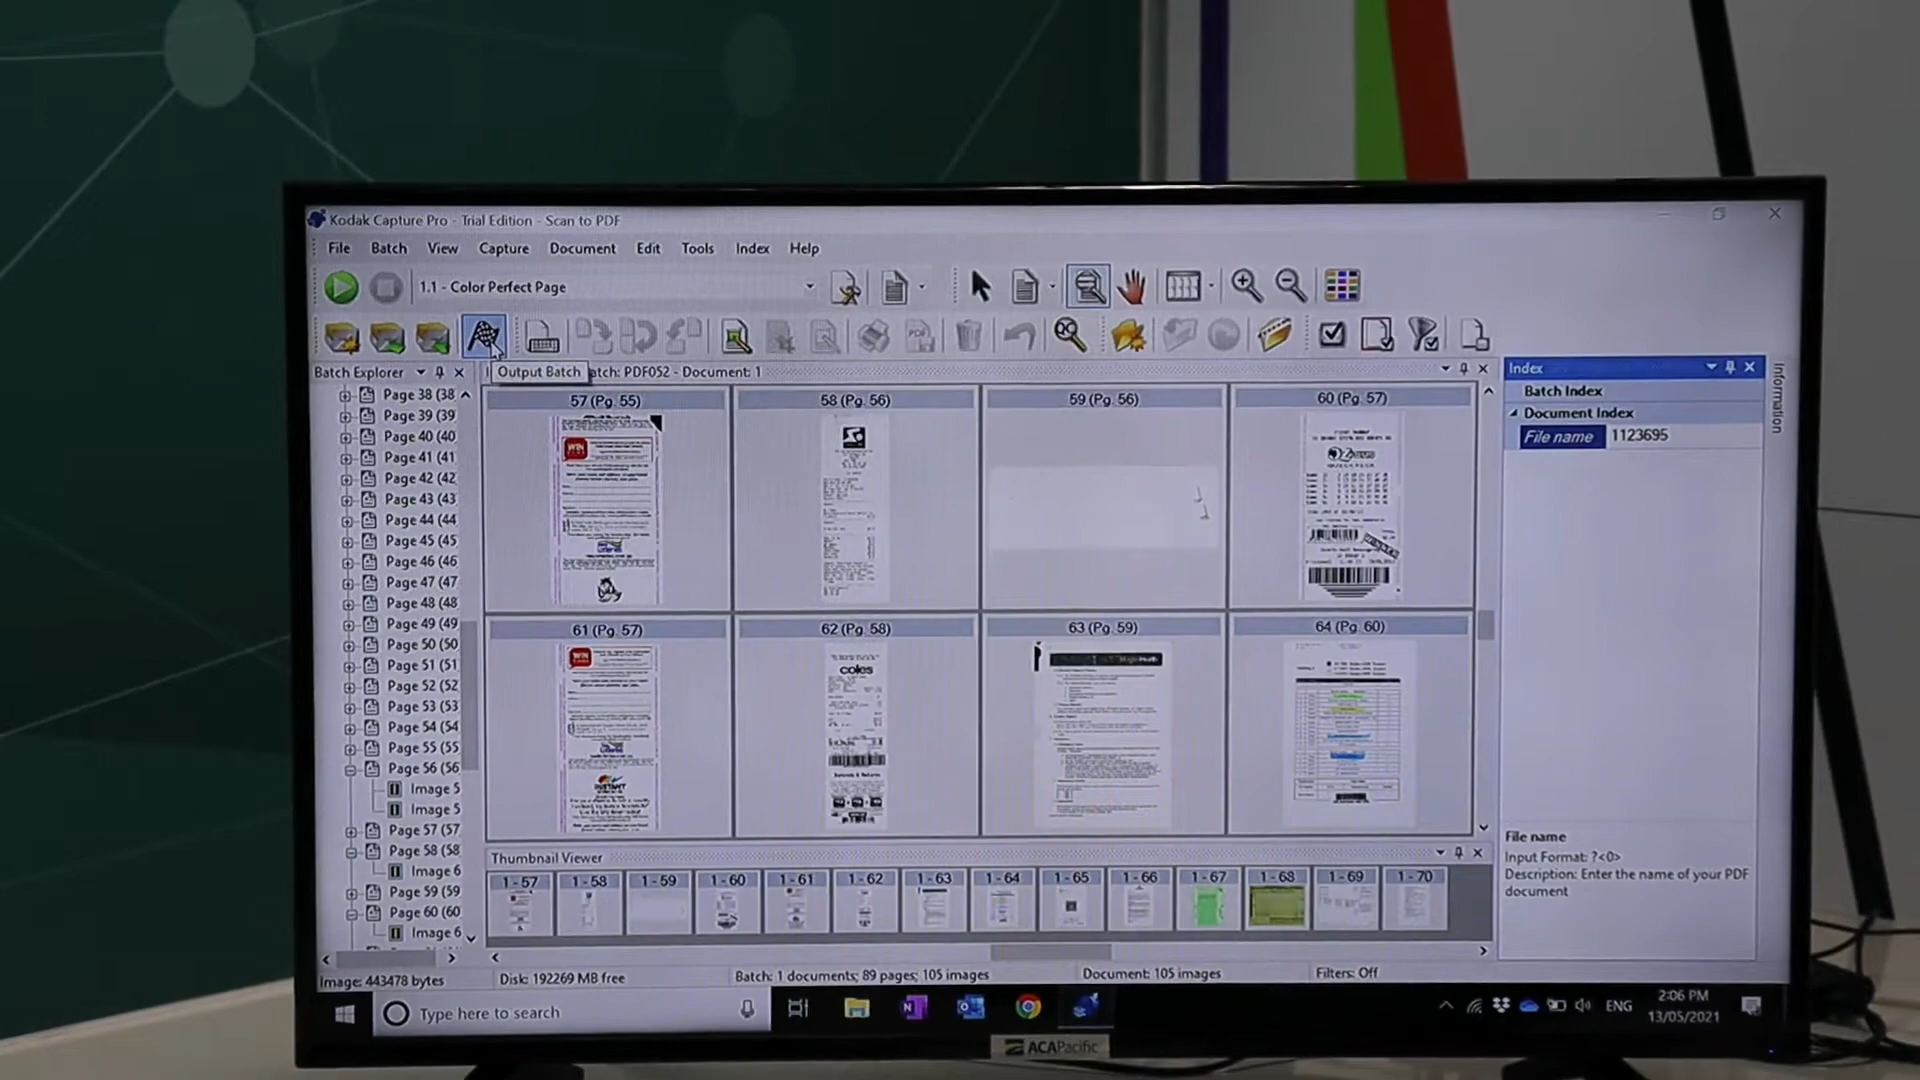 Kodak Capture Pro - Trial Edition - Scan to PDF
File Batch View Capture Document Edit Tools Index Help
1.1 - Color Perfect Page
Batch Explorer
Output Batch
atch: PDF052 - Document: 1
Page 38 (38
Page 39 (39
Page 40 (40
Page 41 (41
Page 42 (42
Page 43 (43
Page 44 (44
Page 45 (45
Page 46 (46
Page 47 (47
Page 48 (48
Page 49 (49
Page 50 (50
Page 51 (51
Page 52 (52
Page 53 (53
Page 54 (54
Page 55 (55
Page 56 (56
Image 5
Image 5
Page 57 (57
Page 58 (58
Image 6
Page 59 (59
Page 60 (60
Image 6
57 (Pg. 55) 58 (Pg. 56) 59 (Pg. 56) 60 (Pg. 57)
WIN
61 (Pg. 57) 62 (Pg. 58) 63 (Pg. 59) 64 (Pg. 60)
WIN
coles
Thumbnail Viewer
1 - 57 1 - 58 1 - 59 1 - 60 1 - 61 1 - 62 1 - 63 1 - 64 1 - 65 1 - 66 1 - 67 1 - 68 1 - 69 1 - 70
Index
Batch Index
Document Index
File name 1123695
Information
File name
Input Format: ?<0>
Description: Enter the name of your PDF
document
Image: 443478 bytes Disk: 192269 MB free Batch: 1 documents; 89 pages; 105 images Document: 105 images Filters: Off
Type here to search
ENG
2:06 PM
13/05/2021
ACAPacific